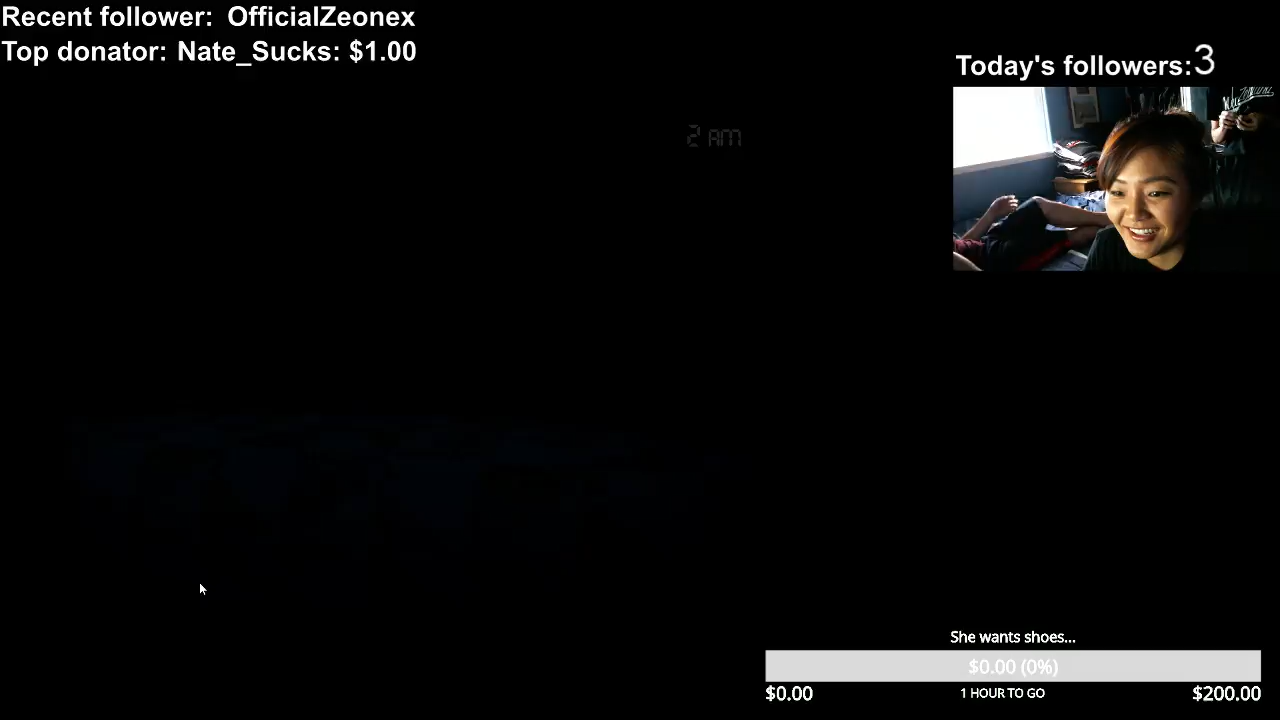 Recent follower: OfficialZeonex
Top donator: Nate_Sucks: $1.00
Today's followers:3
2 AM
She wants shoes...
$0.00 (0%)
$0.00 1 HOUR TO GO $200.00